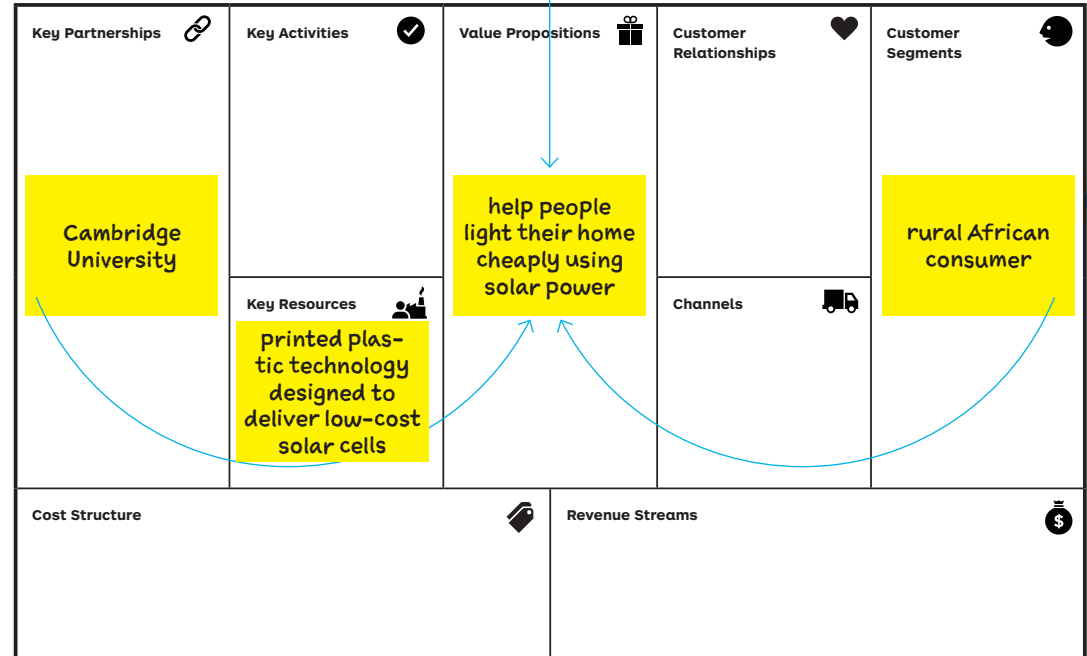 Key Partnerships
Cambridge
University
Key Activities
Key Resources
printed plas-
tic technology
designed to
deliver low-cost
solar cells
Value Propositions
help people
light their home
cheaply using
solar power
Customer
Relationships
Channels
Customer
Segments
rural African
consumer
Cost Structure
Revenue Streams
$